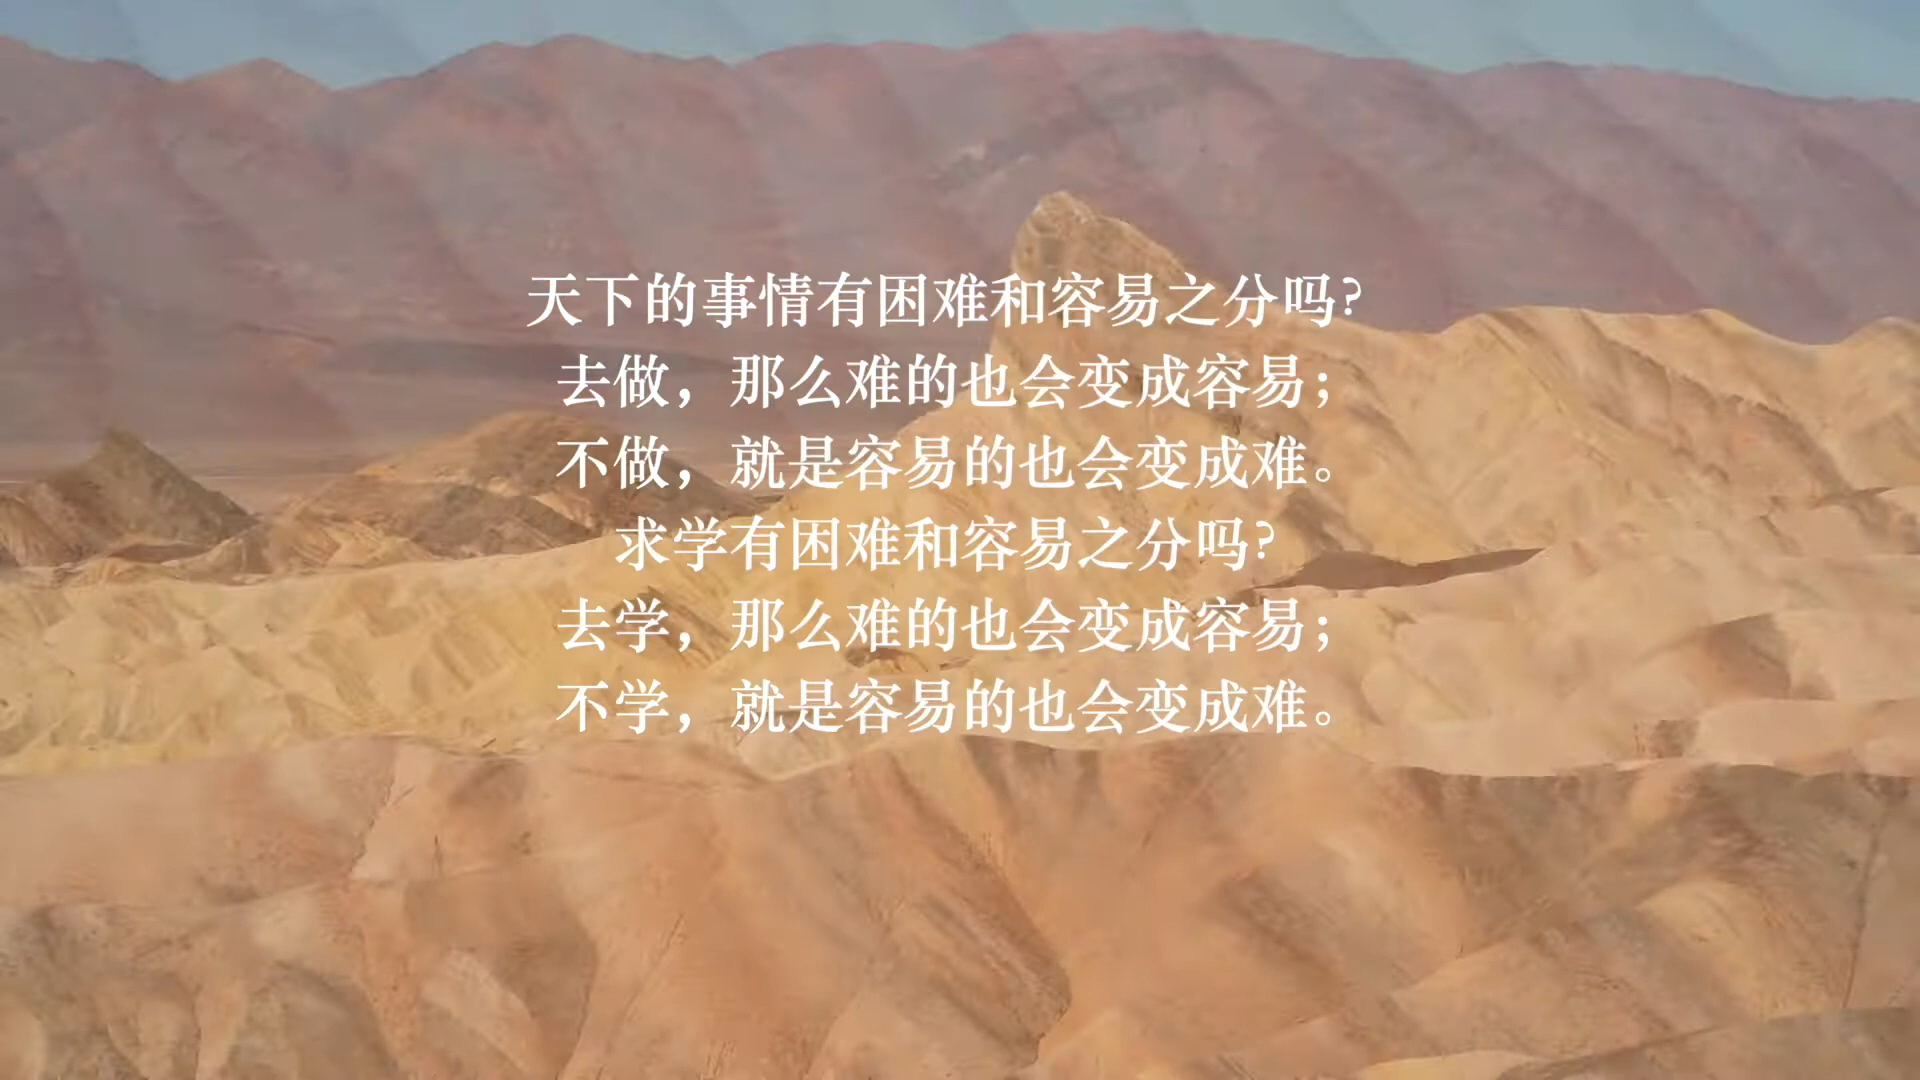 天下的事情有困难和容易之分吗？
去做，那么难的也会变成容易；
不做，就是容易的也会变成难。
求学有困难和容易之分吗？
去学，那么难的也会变成容易；
不学，就是容易的也会变成难。